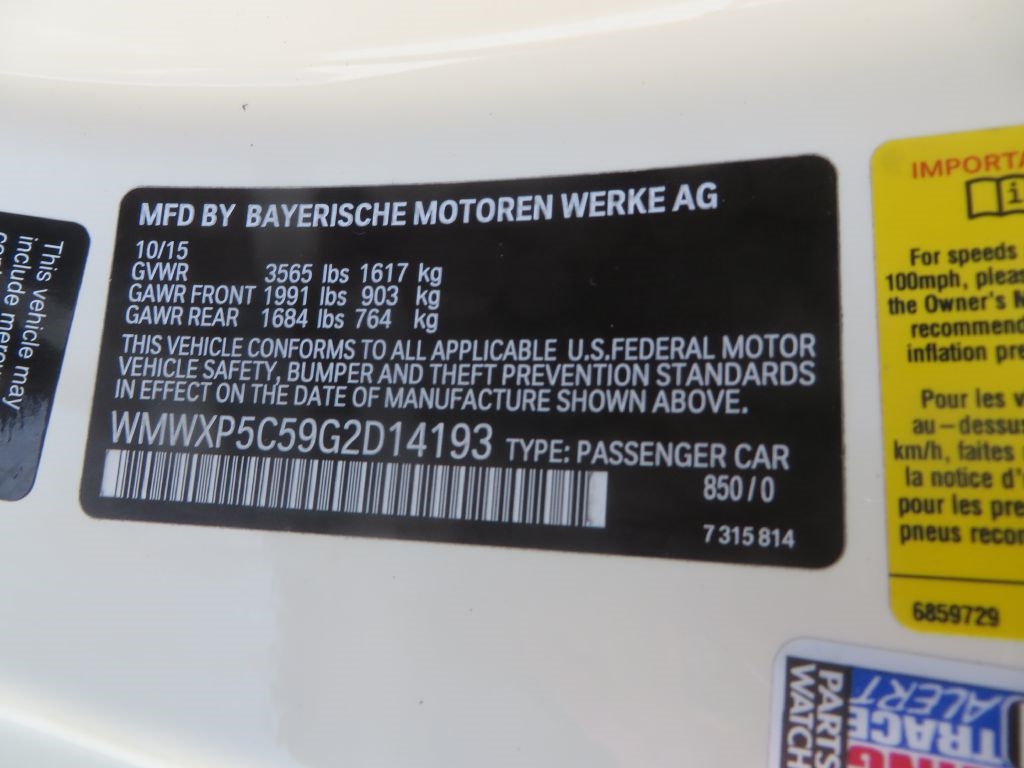 This vehicle may
include metric
MFD BY BAYERISCHE MOTOREN WERKE AG
10/15
GVWR 3565 lbs 1617 kg
GAWR FRONT 1991 lbs 903 kg
GAWR REAR 1684 lbs 764 kg
THIS VEHICLE CONFORMS TO ALL APPLICABLE U.S.FEDERAL MOTOR
VEHICLE SAFETY, BUMPER AND THEFT PREVENTION STANDARDS
IN EFFECT ON THE DATE OF MANUFACTURE SHOWN ABOVE.
WMWXP5C59G2D14193 TYPE: PASSENGER CAR
850/0
7 315 814
IMPORTA
i
For speeds
100mph, pleas
the Owner's M
recommend
inflation pre
Pour les v
au-dessus
km/h, faites
la notice d'
pour les pre
pneus recom
6859729
PARTS
WATCH
ALERT
TRACE
ING